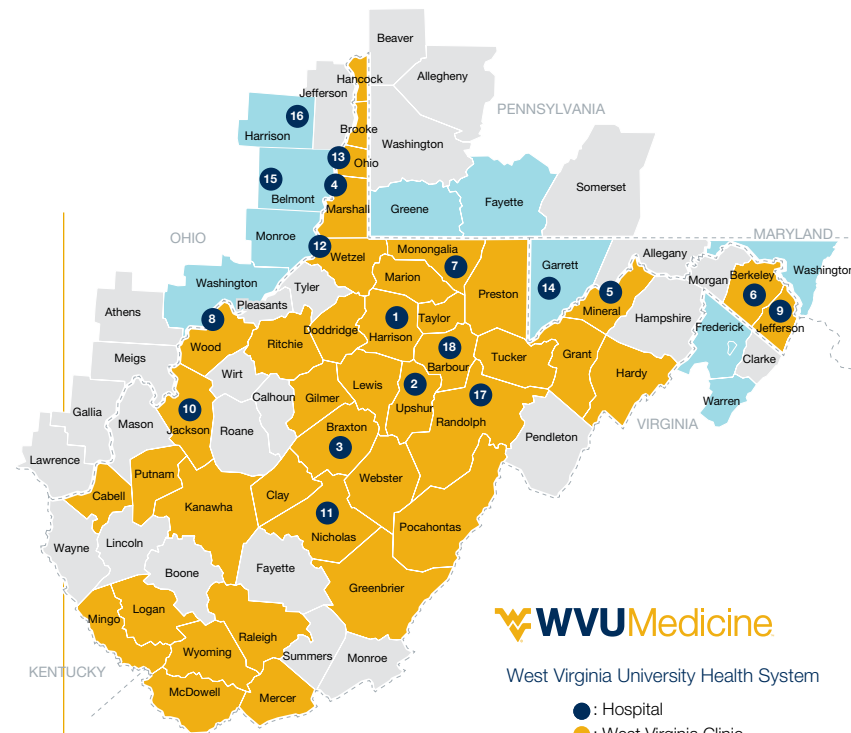 Beaver
Hancock
Allegheny
Jefferson
PENNSYLVANIA
16
Harrison
Brooke
Washington
13
Ohio
15
4
Somerset
Belmont
Marshall
Greene
Fayette
OHIO
Monroe
12
Wetzel
Monongalia
7
MARYLAND
Allegany
Garrett
14
Washington
Tyler
Marion
Preston
5
Mineral
Morgan
Berkeley
6
Washington
Athens
Pleasants
8
Wood
Doddridge
1
Harrison
Taylor
Hampshire
9
Jefferson
Frederick
Ritchie
18
Barbour
Tucker
Grant
Clarke
Meigs
Wirt
Hardy
Calhoun
Gilmer
Lewis
2
Upshur
17
Warren
Gallia
Mason
10
Jackson
Roane
Braxton
3
Randolph
VIRGINIA
Pendleton
Lawrence
Putnam
Cabell
Kanawha
Clay
Webster
11
Nicholas
Pocahontas
Wayne
Lincoln
Boone
Fayette
Greenbrier
Mingo
Logan
Raleigh
Wyoming
Summers
Monroe
KENTUCKY
McDowell
Mercer
WVUMedicine
West Virginia University Health System
: Hospital
: West Virginia Clinic